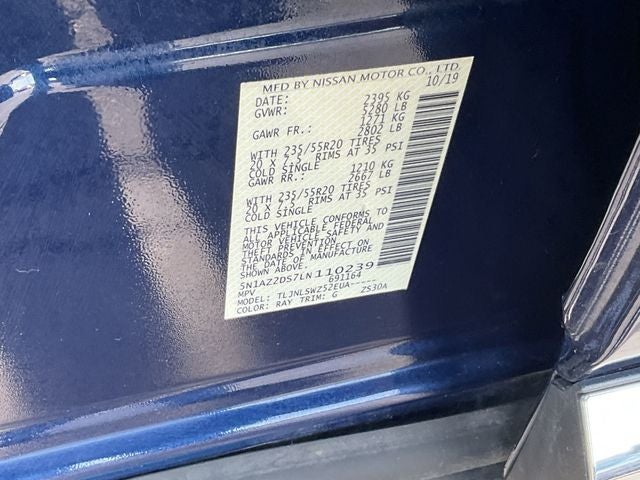 MFD BY NISSAN MOTOR CO., LTD.
DATE: 10/19
GVWR: 2395 KG
5280 LB
GAWR FR.: 1271 KG
2802 LB
WITH 235/55R20 TIRES
20 X 7.5, RIMS AT 35 PSI
COLD SINGLE
GAWR RR.: 1210 KG
2667 LB
WITH 235/55R20 TIRES
20 X 7.5 RIMS AT 35 PSI
COLD SINGLE
THIS VEHICLE CONFORMS TO
ALL APPLICABLE FEDERAL
MOTOR VEHICLE SAFETY AND
THEFT PREVENTION
STANDARDS IN EFFECT ON
THE DATE OF MANUFACTURE
SHOWN ABOVE.
5N1AZ2DS7LN110239
MPV 691164
MODEL: TLJNLSWZ52EUA-----
COLOR: RAY TRIM: G ZS30A